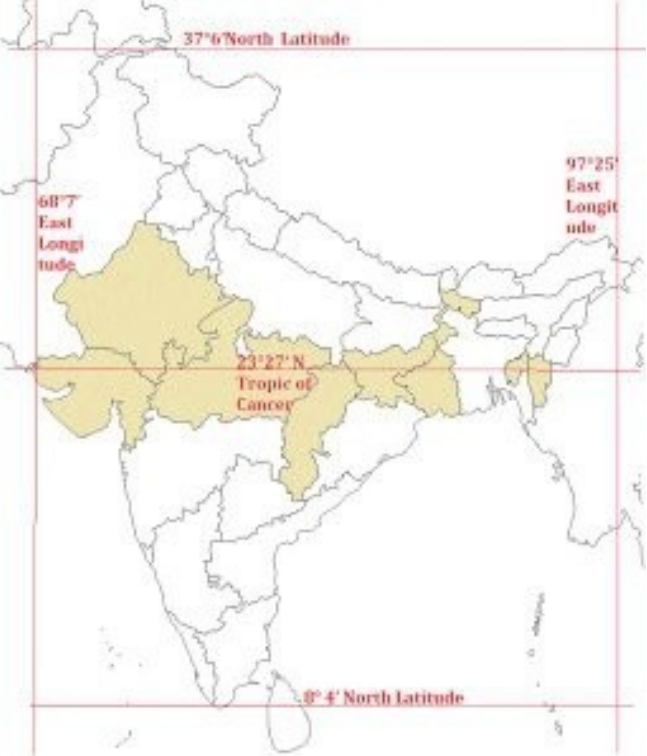 37°6'North Latitude
97°25'
East
Longit
ude
68°7'
East
Longi
tude
23°27' N
Tropic of
Cancer
8° 4' North Latitude